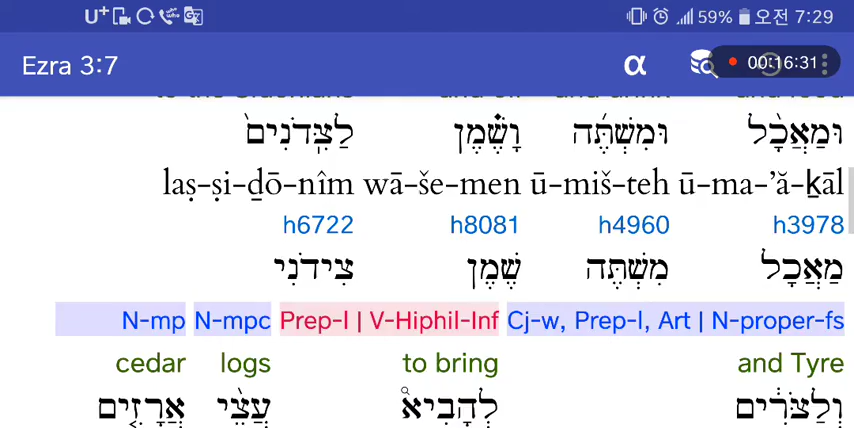 U+ 59% 오전 7:29
Ezra 3:7 α 00:16:31
וּמַאֲכָ֨ל וּמִשְׁתֶּ֜ה וָשֶׁ֗מֶן לַצִּֽדֹנִים֙
laṣ-ṣi-ḏō-nîm wā-še-men ū-miš-teh ū-ma-’ă-ḵāl
h6722 h8081 h4960 h3978
מַאֲכָל מִשְׁתֶּה שֶׁמֶן צִידֹנִי
N-mp N-mpc Prep-l | V-Hiphil-Inf Cj-w, Prep-l, Art | N-proper-fs
cedar logs to bring and Tyre
וְלַצֹּרִ֔ים לְהָבִיא֩ עֲצֵ֨י אֲרָזִ֤ים